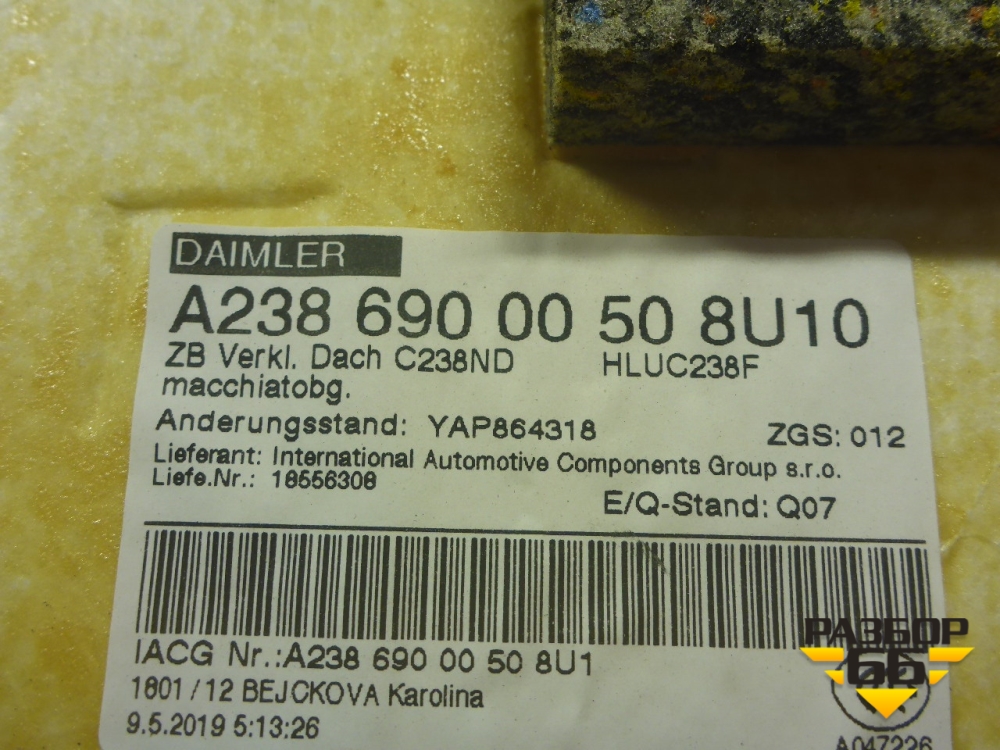 DAIMLER
A238 690 00 50 8U10
ZB Verkl. Dach C238ND HLUC238F
macchiatobg.
Anderungsstand: YAP864318 ZGS: 012
Lieferant: International Automotive Components Group s.r.o.
Liefe.Nr.: 18556308
E/Q-Stand: Q07
IACG Nr.:A238 690 00 50 8U1
1801/12 BEJCKOVA Karolina
9.5.2019 5:13:26
РАЗБОР
66
A047226